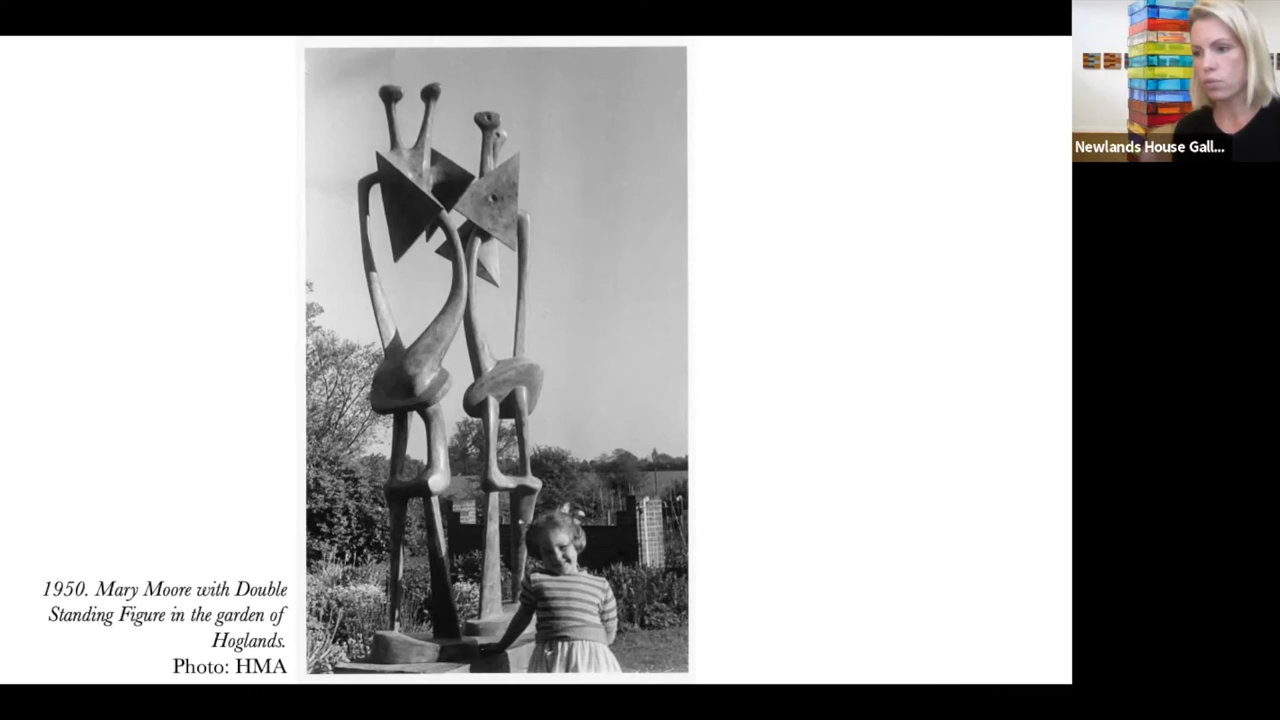 Newlands House Gall...
1950. Mary Moore with Double
Standing Figure in the garden of
Hoglands.
Photo: HMA